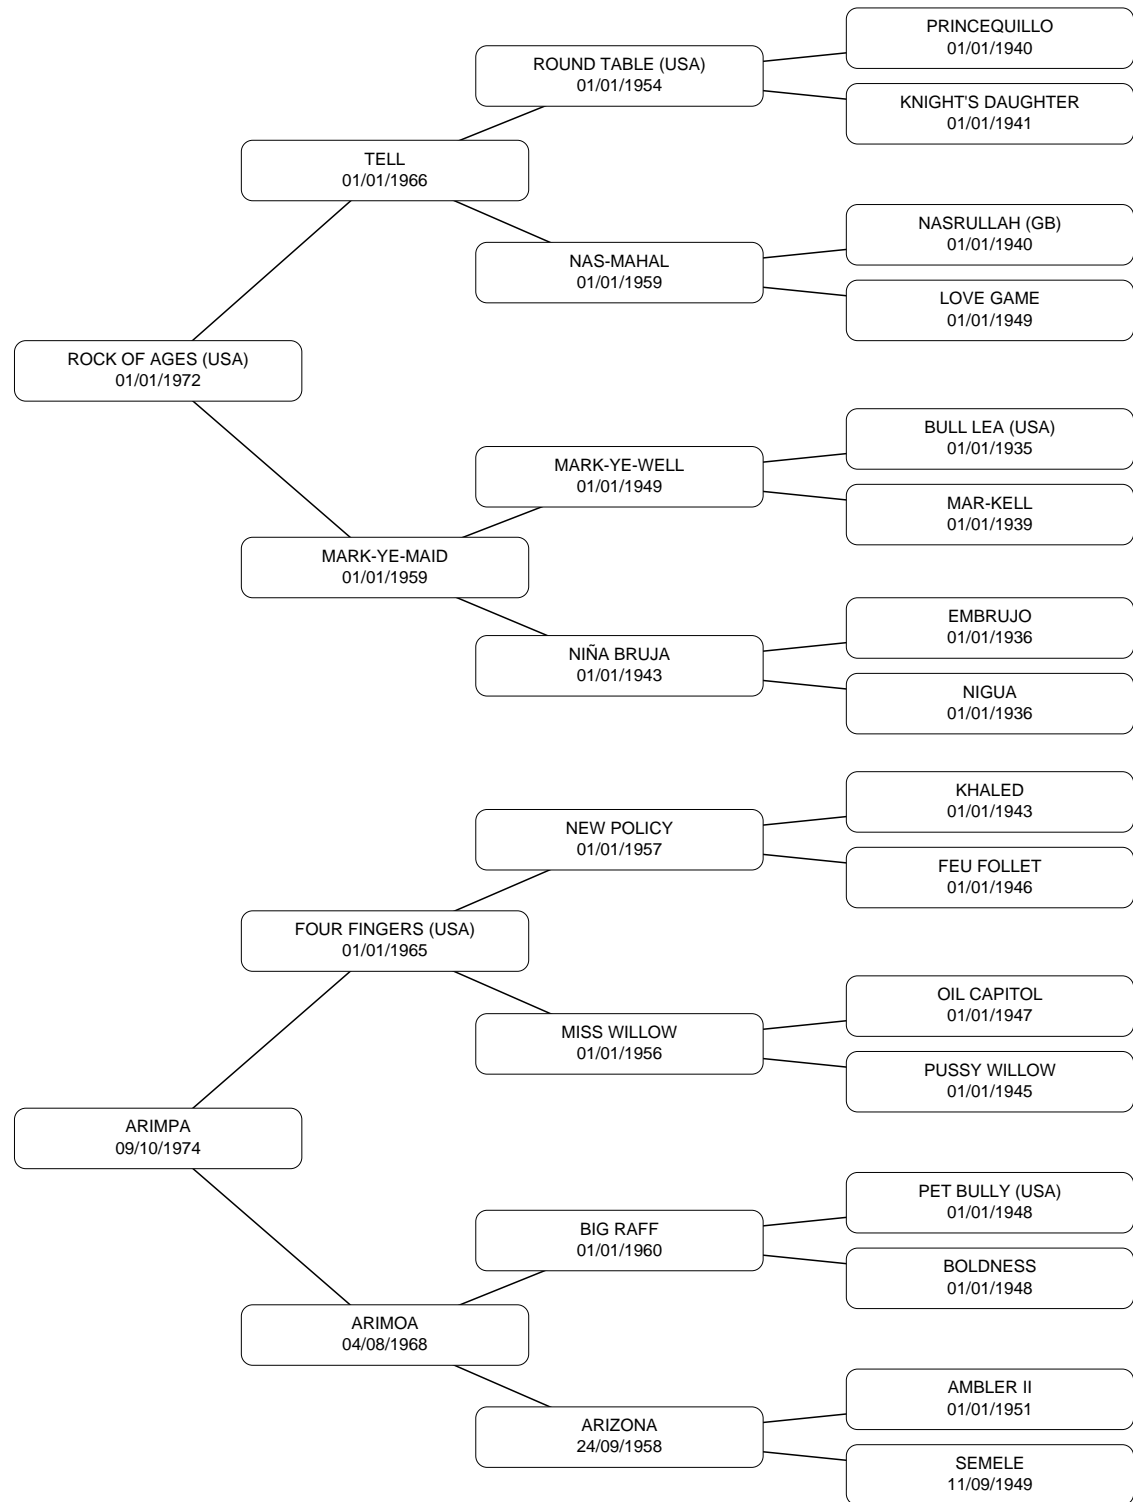 PRINCEQUILLO
01/01/1940
ROUND TABLE (USA)
01/01/1954
KNIGHT'S DAUGHTER
01/01/1941
TELL
01/01/1966
NASRULLAH (GB)
01/01/1940
NAS-MAHAL
01/01/1959
LOVE GAME
01/01/1949
ROCK OF AGES (USA)
01/01/1972
BULL LEA (USA)
01/01/1935
MARK-YE-WELL
01/01/1949
MAR-KELL
01/01/1939
MARK-YE-MAID
01/01/1959
EMBRUJO
01/01/1936
NIÑA BRUJA
01/01/1943
NIGUA
01/01/1936
KHALED
01/01/1943
NEW POLICY
01/01/1957
FEU FOLLET
01/01/1946
FOUR FINGERS (USA)
01/01/1965
OIL CAPITOL
01/01/1947
MISS WILLOW
01/01/1956
PUSSY WILLOW
01/01/1945
ARIMPA
09/10/1974
PET BULLY (USA)
01/01/1948
BIG RAFF
01/01/1960
BOLDNESS
01/01/1948
ARIMOA
04/08/1968
AMBLER II
01/01/1951
ARIZONA
24/09/1958
SEMELE
11/09/1949